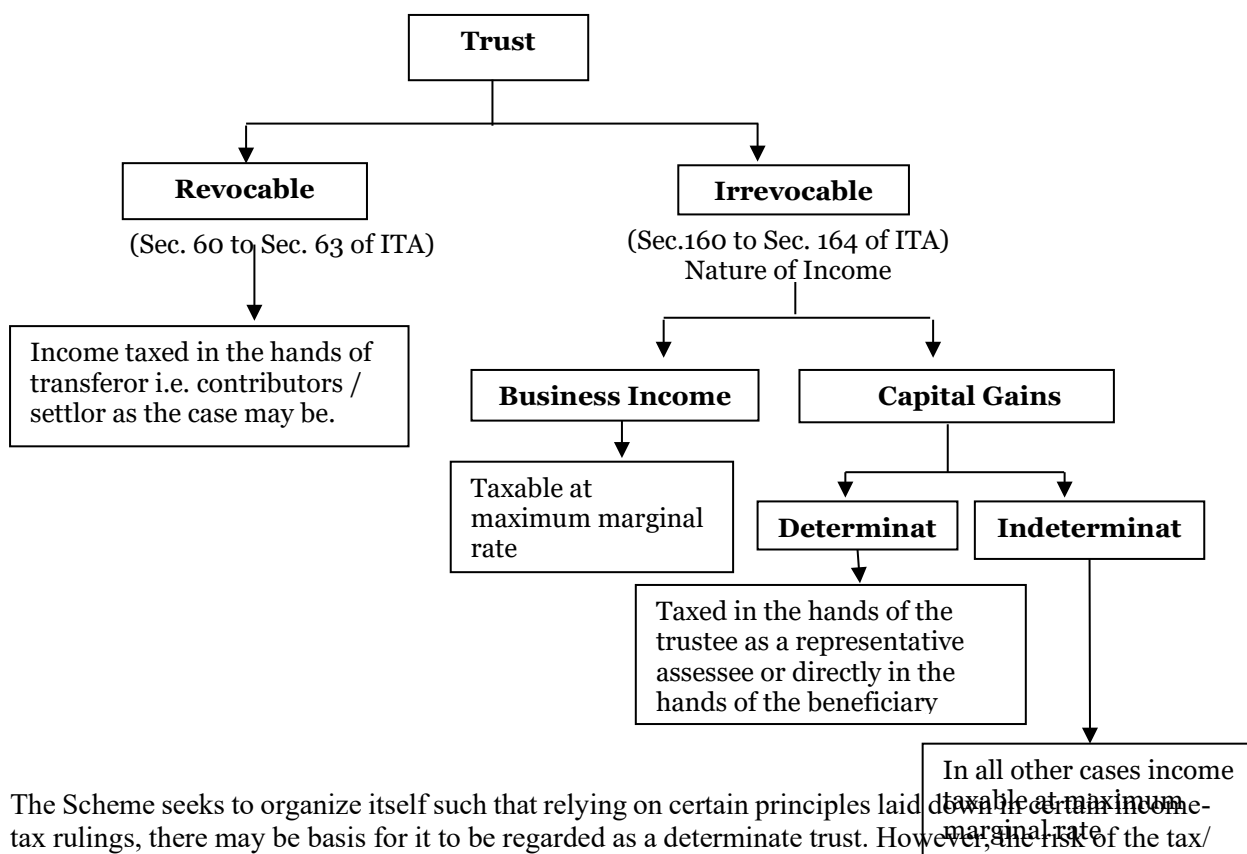 Trust
Revocable
Irrevocable
(Sec. 60 to Sec. 63 of ITA)
(Sec.160 to Sec. 164 of ITA)
Nature of Income
Income taxed in the hands of
transferor i.e. contributors /
settlor as the case may be.
Business Income
Capital Gains
Taxable at
maximum marginal
rate
Determinat
Indeterminat
Taxed in the hands of the
trustee as a representative
assessee or directly in the
hands of the beneficiary
In all other cases income
taxable at maximum
marginal rate
The Scheme seeks to organize itself such that relying on certain principles laid down in certain income-
tax rulings, there may be basis for it to be regarded as a determinate trust. However, the risk of the tax/